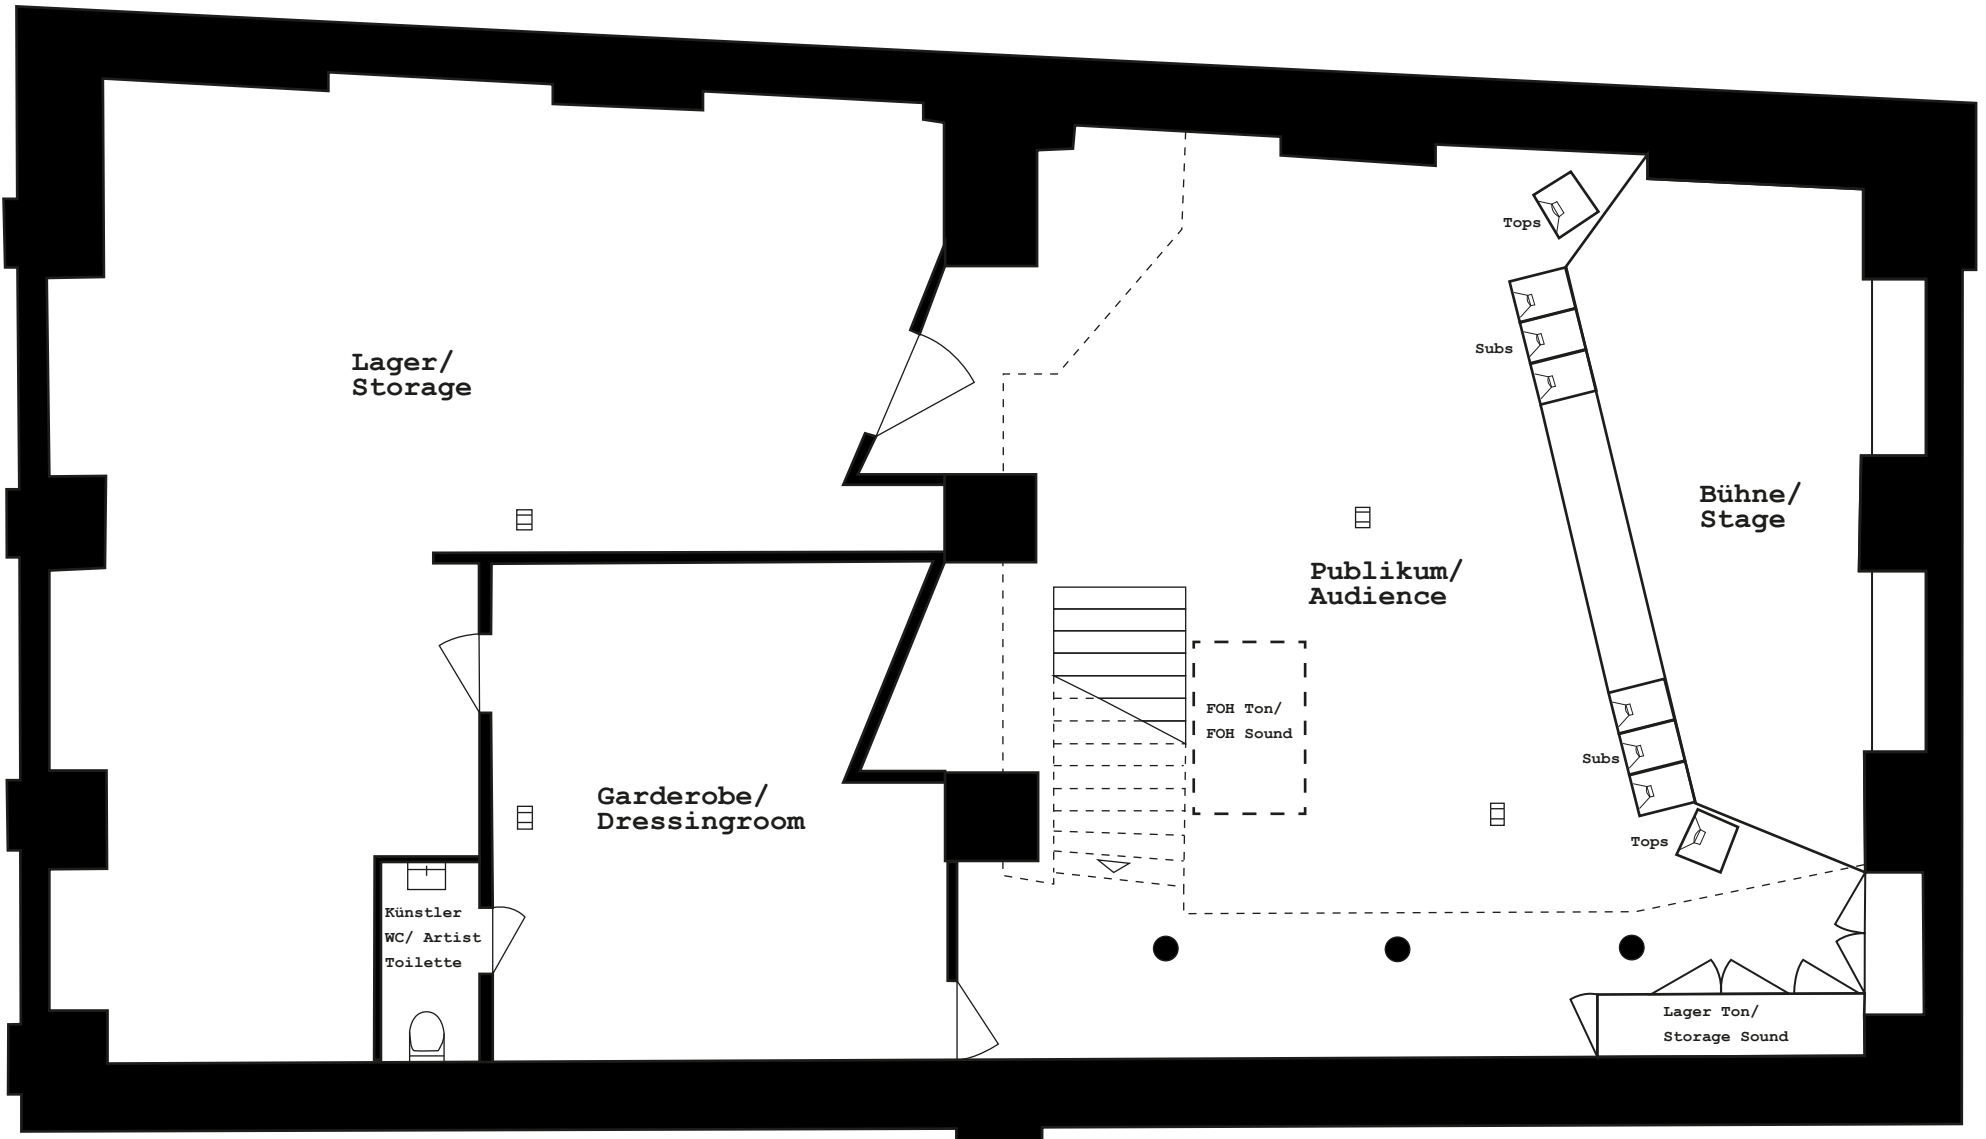 Tops
Lager/
Storage
Subs
Bühne/
Stage
Publikum/
Audience
FOH Ton/
FOH Sound
Subs
Garderobe/
Dressingroom
Tops
Künstler
WC/ Artist
Toilette
Lager Ton/
Storage Sound